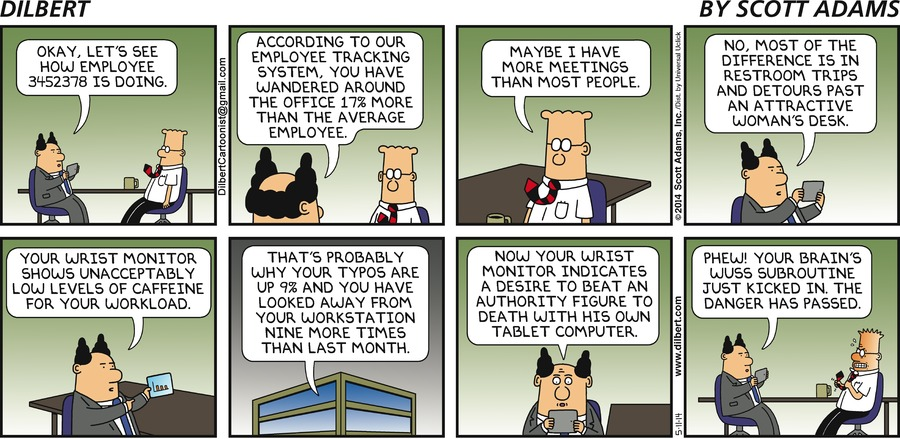 DILBERT
BY SCOTT ADAMS
OKAY, LET'S SEE
HOW EMPLOYEE
3452378 IS DOING.
DilbertCartoonist@gmail.com
ACCORDING TO OUR
EMPLOYEE TRACKING
SYSTEM, YOU HAVE
WANDERED AROUND
THE OFFICE 17% MORE
THAN THE AVERAGE
EMPLOYEE.
MAYBE I HAVE
MORE MEETINGS
THAN MOST PEOPLE.
©2014 Scott Adams, Inc./Dist. by Universal Uclick
NO, MOST OF THE
DIFFERENCE IS IN
RESTROOM TRIPS
AND DETOURS PAST
AN ATTRACTIVE
WOMAN'S DESK.
YOUR WRIST MONITOR
SHOWS UNACCEPTABLY
LOW LEVELS OF CAFFEINE
FOR YOUR WORKLOAD.
THAT'S PROBABLY
WHY YOUR TYPOS ARE
UP 9% AND YOU HAVE
LOOKED AWAY FROM
YOUR WORKSTATION
NINE MORE TIMES
THAN LAST MONTH.
NOW YOUR WRIST
MONITOR INDICATES
A DESIRE TO BEAT AN
AUTHORITY FIGURE TO
DEATH WITH HIS OWN
TABLET COMPUTER.
5-11-14
www.dilbert.com
PHEW! YOUR BRAIN'S
WUSS SUBROUTINE
JUST KICKED IN. THE
DANGER HAS PASSED.